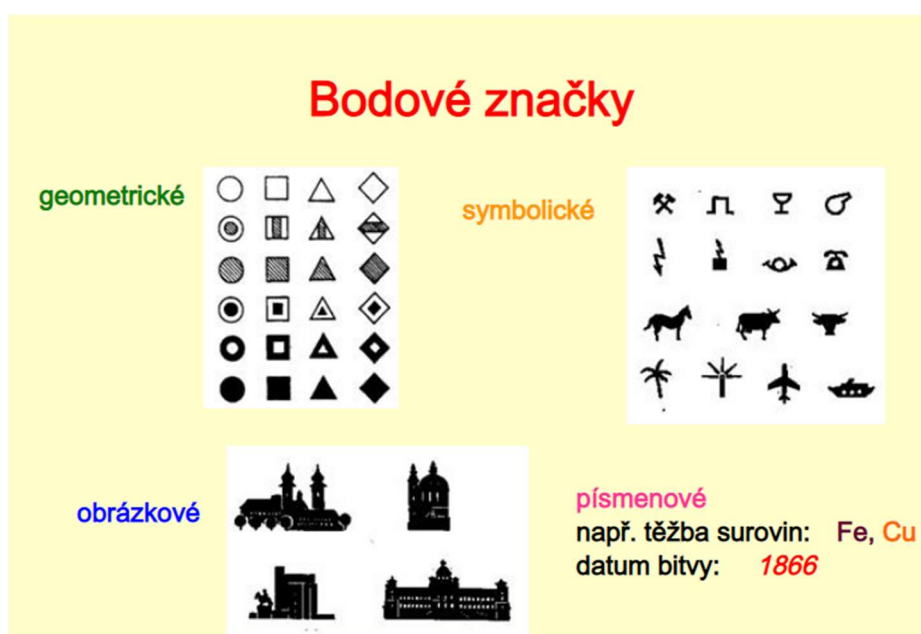 Bodové značky
geometrické
symbolické
obrázkové
písmenové
např. těžba surovin: Fe, Cu
datum bitvy: 1866